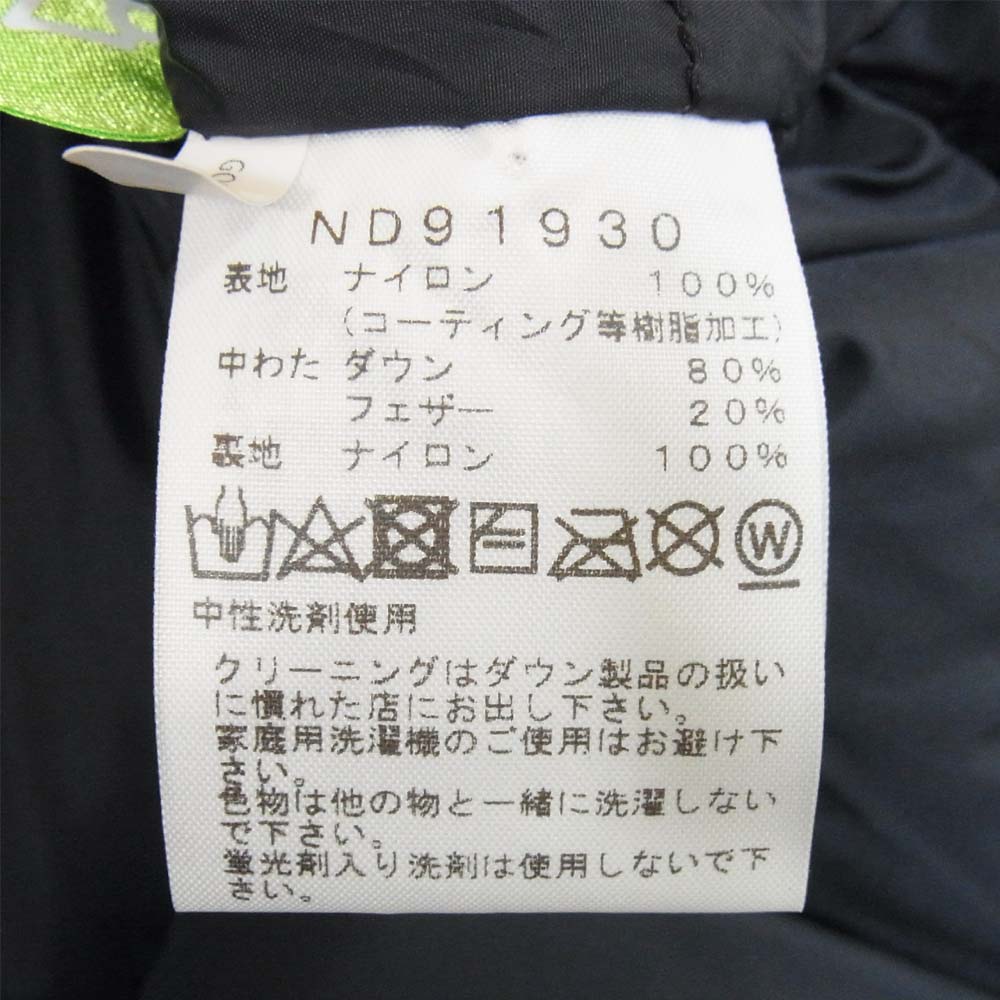 ND91930
表地 ナイロン 100%
(コーティング等樹脂加工)
中わた ダウン 80%
フェザー 20%
裏地 ナイロン 100%
W
中性洗剤使用
クリーニングはダウン製品の扱い
に慣れた店にお出し下さい。
家庭用洗濯機のご使用はお避け下
さい。
色物は他の物と一緒に洗濯しない
で下さい。
蛍光剤入り洗剤は使用しないで下
さい。